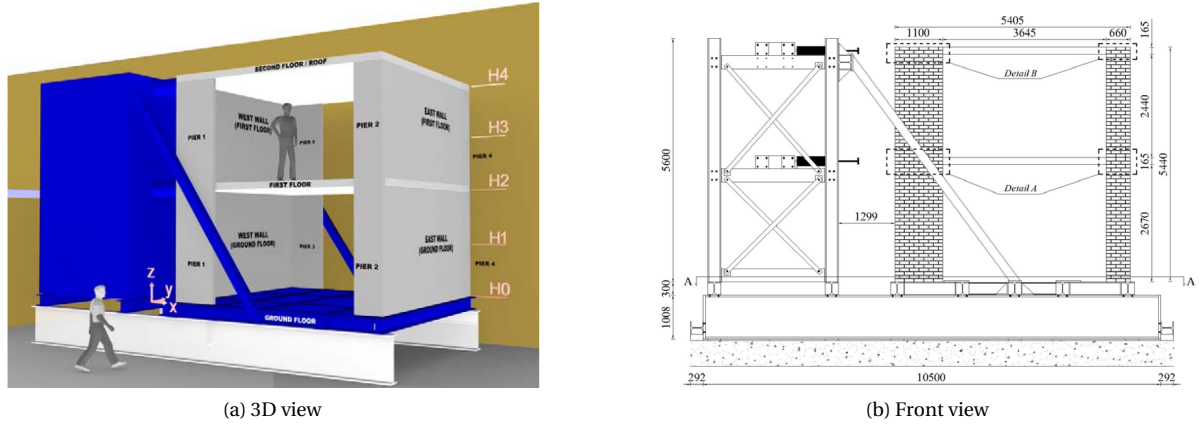 SECOND FLOOR / ROOF
H4
WEST WALL
(FIRST FLOOR)
EAST WALL
(FIRST FLOOR)
H3
PIER 1
PIER 3
PIER 2
PIER 4
FIRST FLOOR
H2
WEST WALL
(GROUND FLOOR)
EAST WALL
(GROUND FLOOR)
H1
PIER 1
PIER 3
PIER 2
PIER 4
Z
y
X
H0
GROUND FLOOR
(a) 3D view
5405
1100
3645
660
165
Detail B
2440
5600
165
5440
Detail A
1299
2670
A
A
300
1008
292
10500
292
(b) Front view